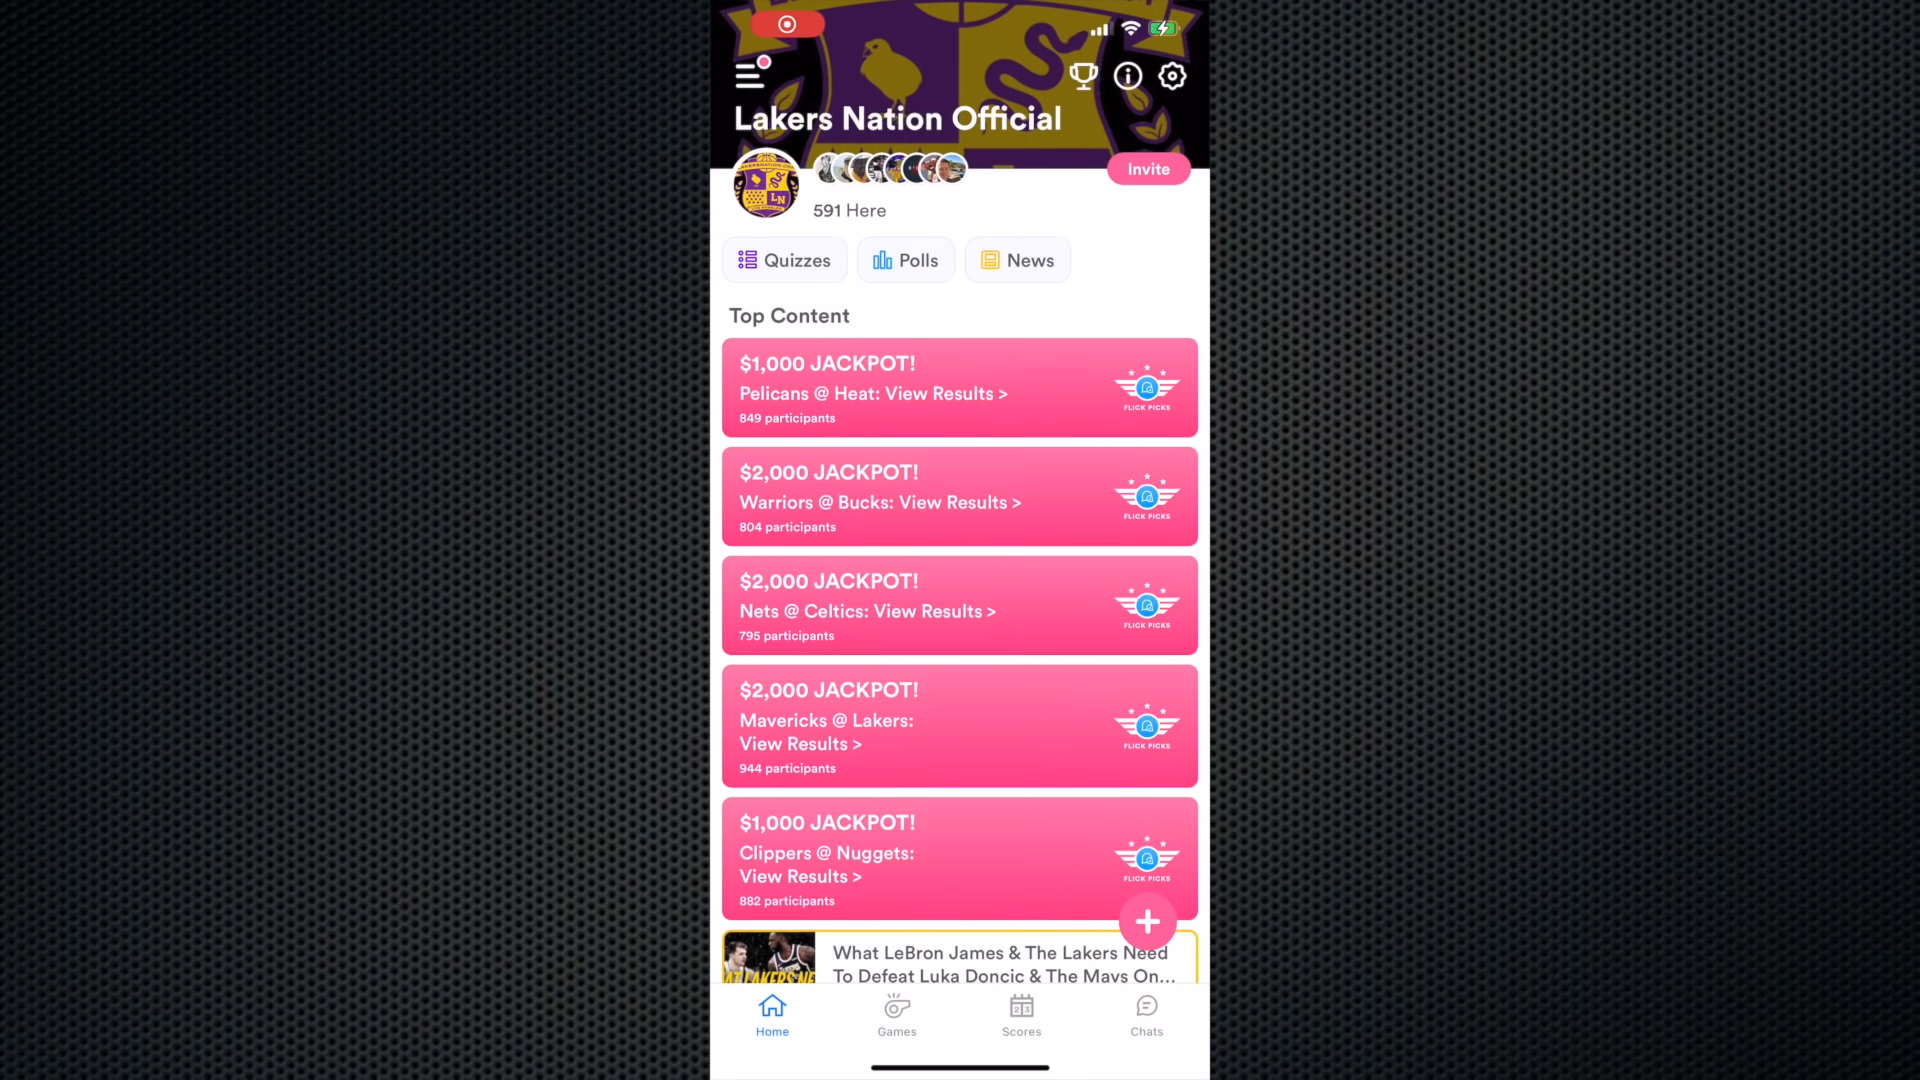 Lakers Nation Official
Invite
591 Here
Quizzes
Polls
News
Top Content
$1,000 JACKPOT!
Pelicans @ Heat: View Results >
849 participants
FLICK PICKS
$2,000 JACKPOT!
Warriors @ Bucks: View Results >
804 participants
FLICK PICKS
$2,000 JACKPOT!
Nets @ Celtics: View Results >
795 participants
FLICK PICKS
$2,000 JACKPOT!
Mavericks @ Lakers:
View Results >
944 participants
FLICK PICKS
$1,000 JACKPOT!
Clippers @ Nuggets:
View Results >
882 participants
FLICK PICKS
What LeBron James & The Lakers Need
To Defeat Luka Doncic & The Mavs On...
Home
Games
Scores
Chats